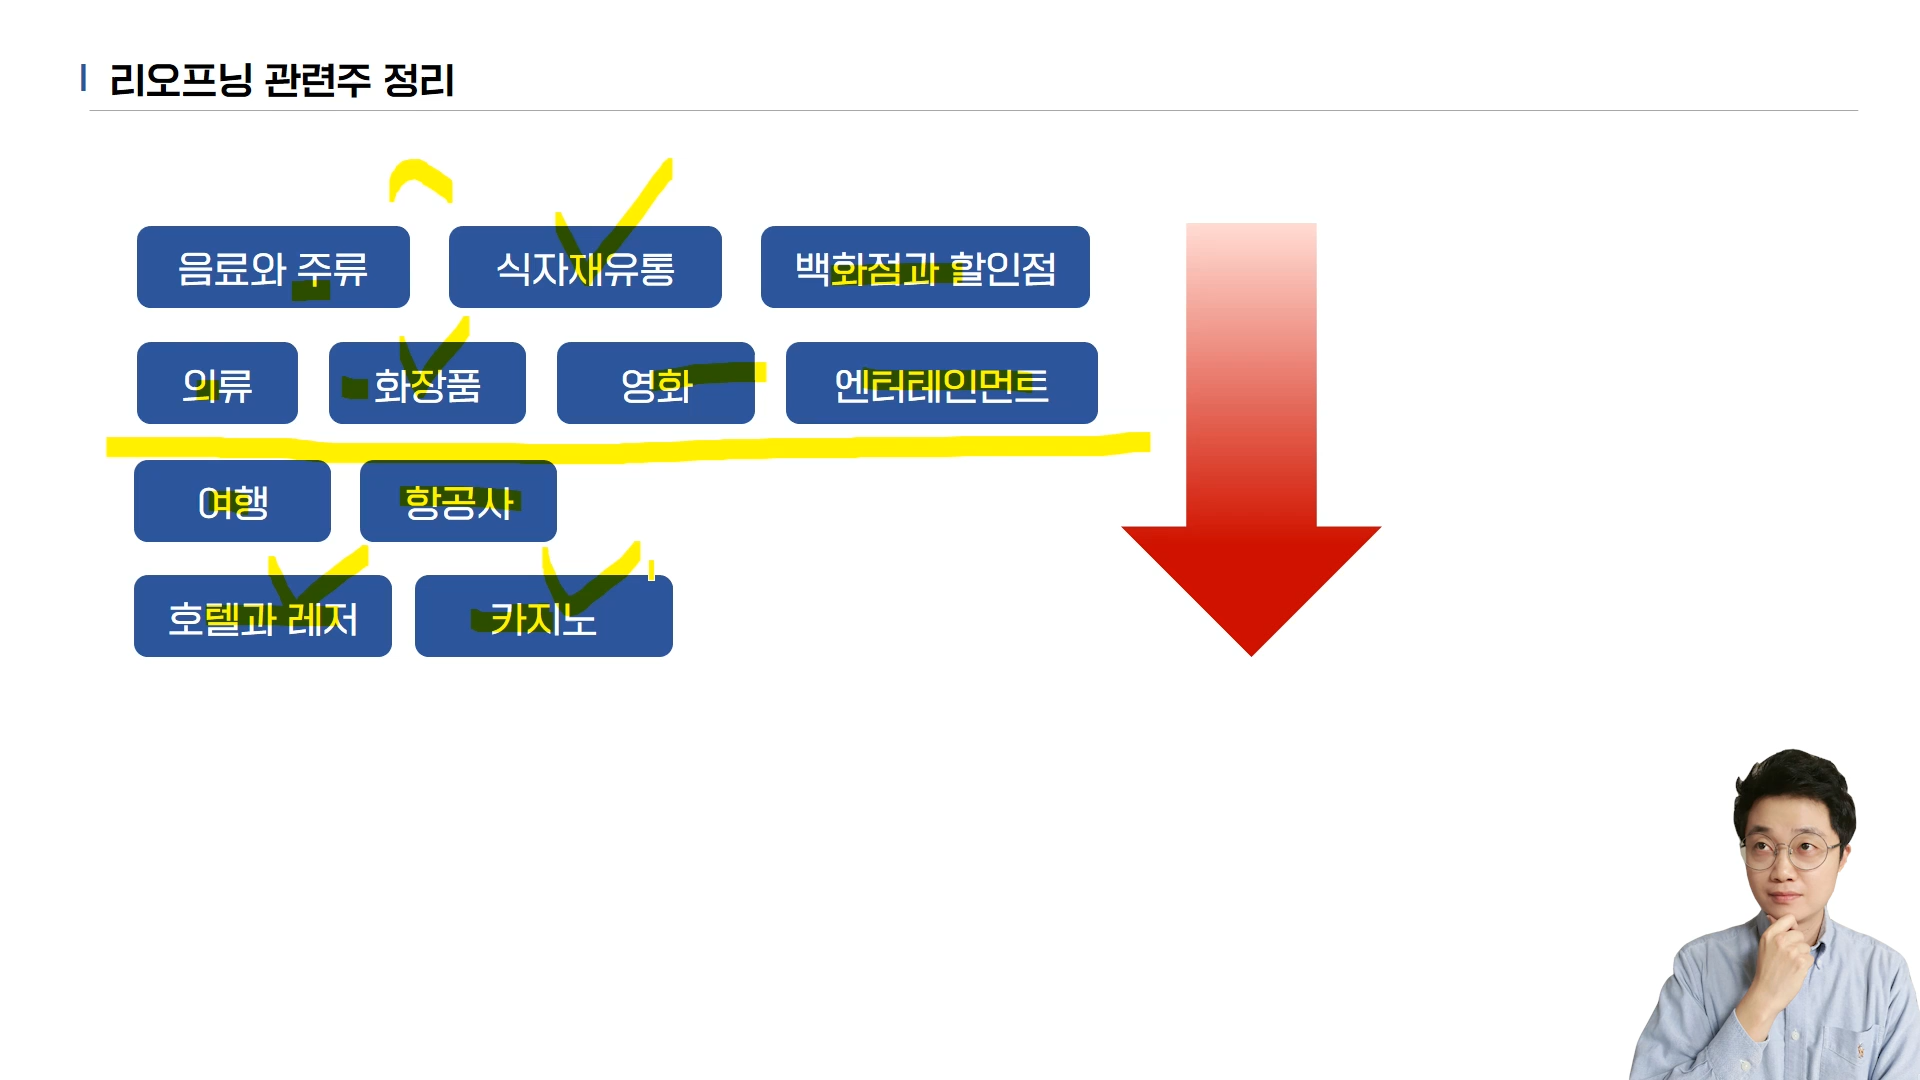 리오프닝 관련주 정리
음료와 주류 식자재유통 백화점과 할인점
의류 화장품 영화 엔터테인먼트
여행 항공사
호텔과 레저 카지노